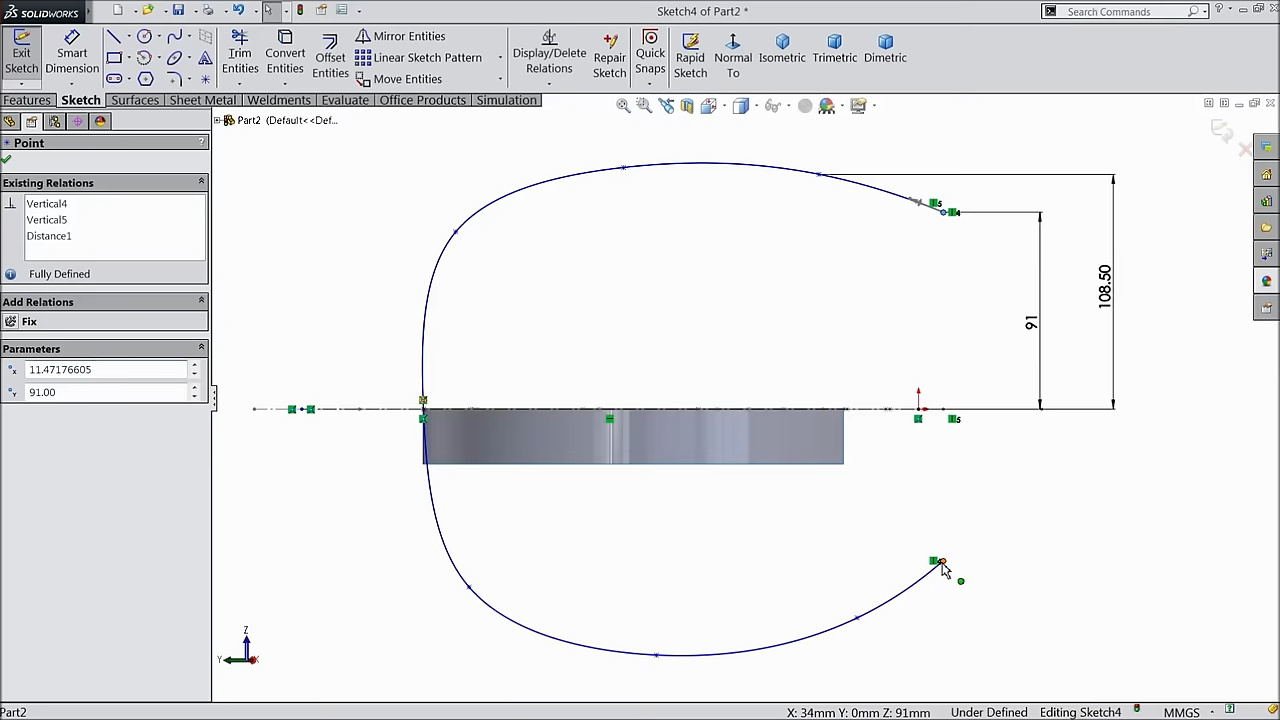 SOLIDWORKS
Sketch4 of Part2 *
Search Commands
Exit Sketch
Smart Dimension
Trim Entities
Convert Entities
Offset Entities
Mirror Entities
Linear Sketch Pattern
Move Entities
Display/Delete Relations
Repair Sketch
Quick Snaps
Rapid Sketch
Normal To
Isometric
Trimetric
Dimetric
Features
Sketch
Surfaces
Sheet Metal
Weldments
Evaluate
Office Products
Simulation
Part2 (Default<<Def...
Point
?
Existing Relations
Vertical4
Vertical5
Distance1
Fully Defined
Add Relations
Fix
Parameters
11.47176605
91.00
5
4
108.50
91
5
Z
Y
X
Part2
X: 34mm Y: 0mm Z: 91mm
Under Defined
Editing Sketch4
MMGS